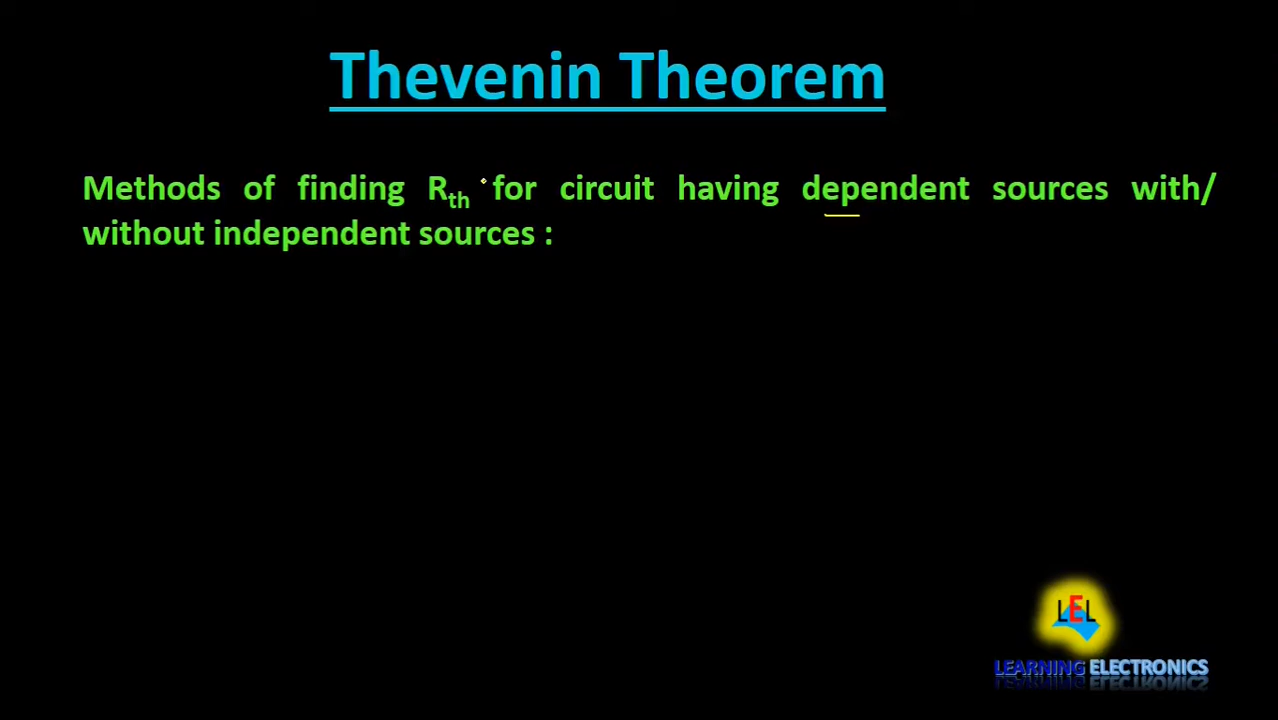 Thevenin Theorem
Methods of finding Rth for circuit having dependent sources with/
without independent sources :
LEL
LEARNING ELECTRONICS